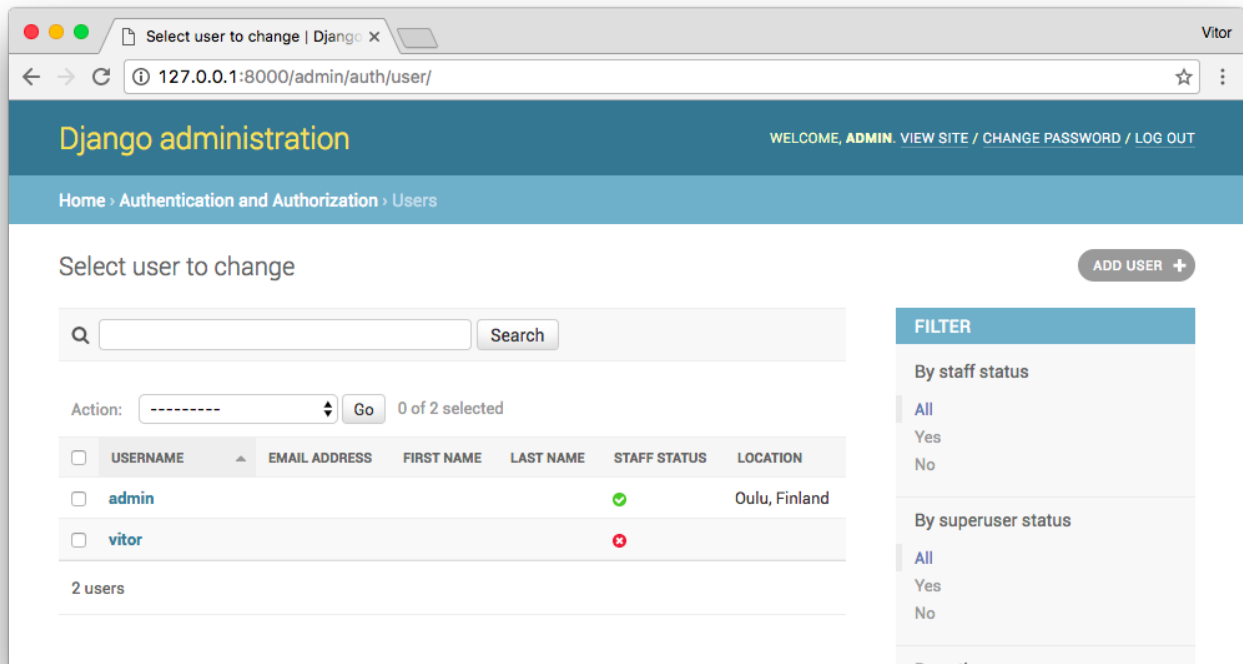 Select user to change | Django
Vitor
127.0.0.1:8000/admin/auth/user/
Django administration
WELCOME, ADMIN. VIEW SITE / CHANGE PASSWORD / LOG OUT
Home › Authentication and Authorization › Users
Select user to change
ADD USER +
Search
Action: --------- Go 0 of 2 selected
USERNAME EMAIL ADDRESS FIRST NAME LAST NAME STAFF STATUS LOCATION
admin Oulu, Finland
vitor
2 users
FILTER
By staff status
All
Yes
No
By superuser status
All
Yes
No